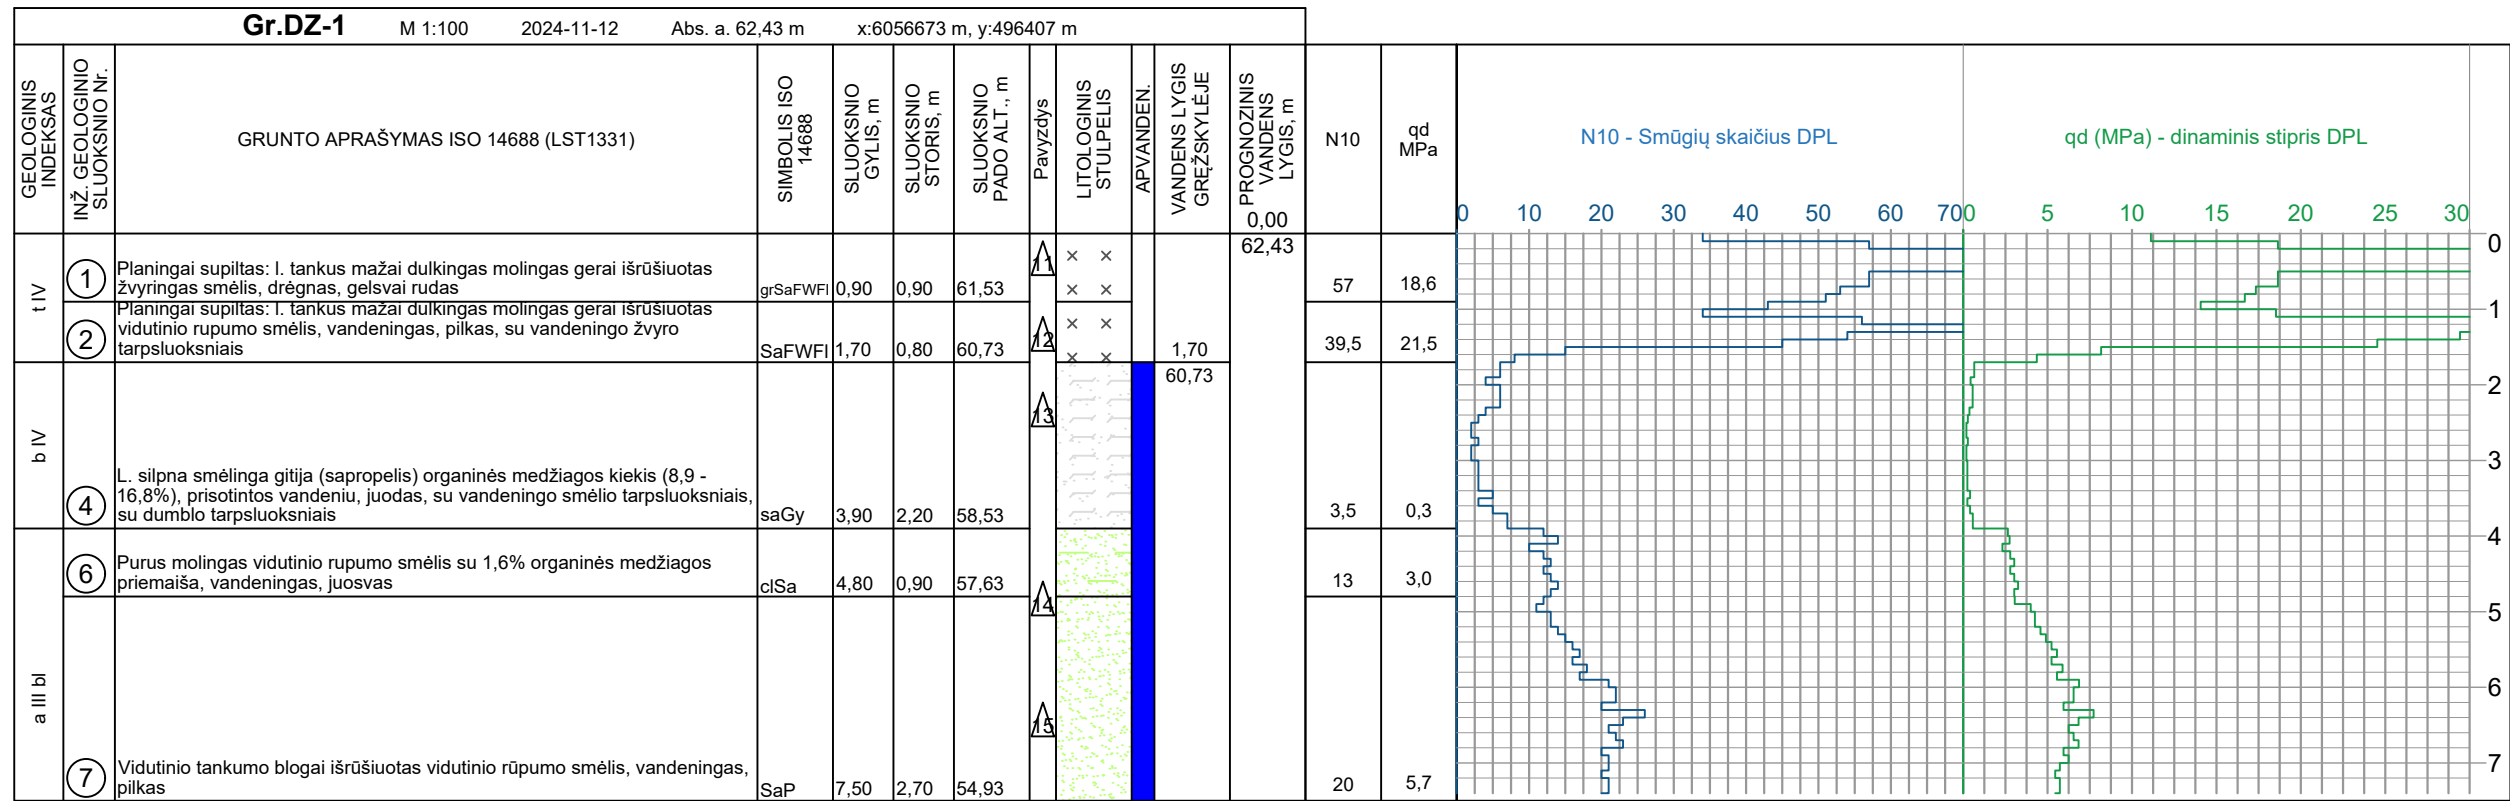 Gr.DZ-1 M 1:100 2024-11-12 Abs. a. 62,43 m x:6056673 m, y:496407 m
GEOLOGINIS
INDEKSAS
INŽ. GEOLOGINIO
SLUOKSNIO Nr.
GRUNTO APRAŠYMAS ISO 14688 (LST1331)
SIMBOLIS ISO
14688
SLUOKSNIO
GYLIS, m
SLUOKSNIO
STORIS, m
SLUOKSNIO
PADO ALT., m
Pavyzdys
LITOLOGINIS
STULPELIS
APVANDEN.
VANDENS LYGIS
GRĘŽSKYLĖJE
PROGNOZINIS
VANDENS
LYGIS, m
0,00
62,43
N10
qd
MPa
N10 - Smūgių skaičius DPL
0 10 20 30 40 50 60 70
qd (MPa) - dinaminis stipris DPL
0 5 10 15 20 25 30
t IV
1
Planingai supiltas: l. tankus mažai dulkingas molingas gerai išrūšiuotas
žvyringas smėlis, drėgnas, gelsvai rudas
grSaFWFl 0,90 0,90 61,53
11
57 18,6
2
Planingai supiltas: l. tankus mažai dulkingas molingas gerai išrūšiuotas
vidutinio rupumo smėlis, vandeningas, pilkas, su vandeningo žvyro
tarpsluoksniais
SaFWFl 1,70 0,80 60,73
12
1,70
60,73
39,5 21,5
b IV
13
4
L. silpna smėlinga gitija (sapropelis) organinės medžiagos kiekis (8,9 -
16,8%), prisotintos vandeniu, juodas, su vandeningo smėlio tarpsluoksniais,
su dumblo tarpsluoksniais
saGy 3,90 2,20 58,53
3,5 0,3
a III bl
6
Purus molingas vidutinio rupumo smėlis su 1,6% organinės medžiagos
priemaiša, vandeningas, juosvas
clSa 4,80 0,90 57,63
14
13 3,0
15
7
Vidutinio tankumo blogai išrūšiuotas vidutinio rūpumo smėlis, vandeningas,
pilkas
SaP 7,50 2,70 54,93
20 5,7
0
1
2
3
4
5
6
7